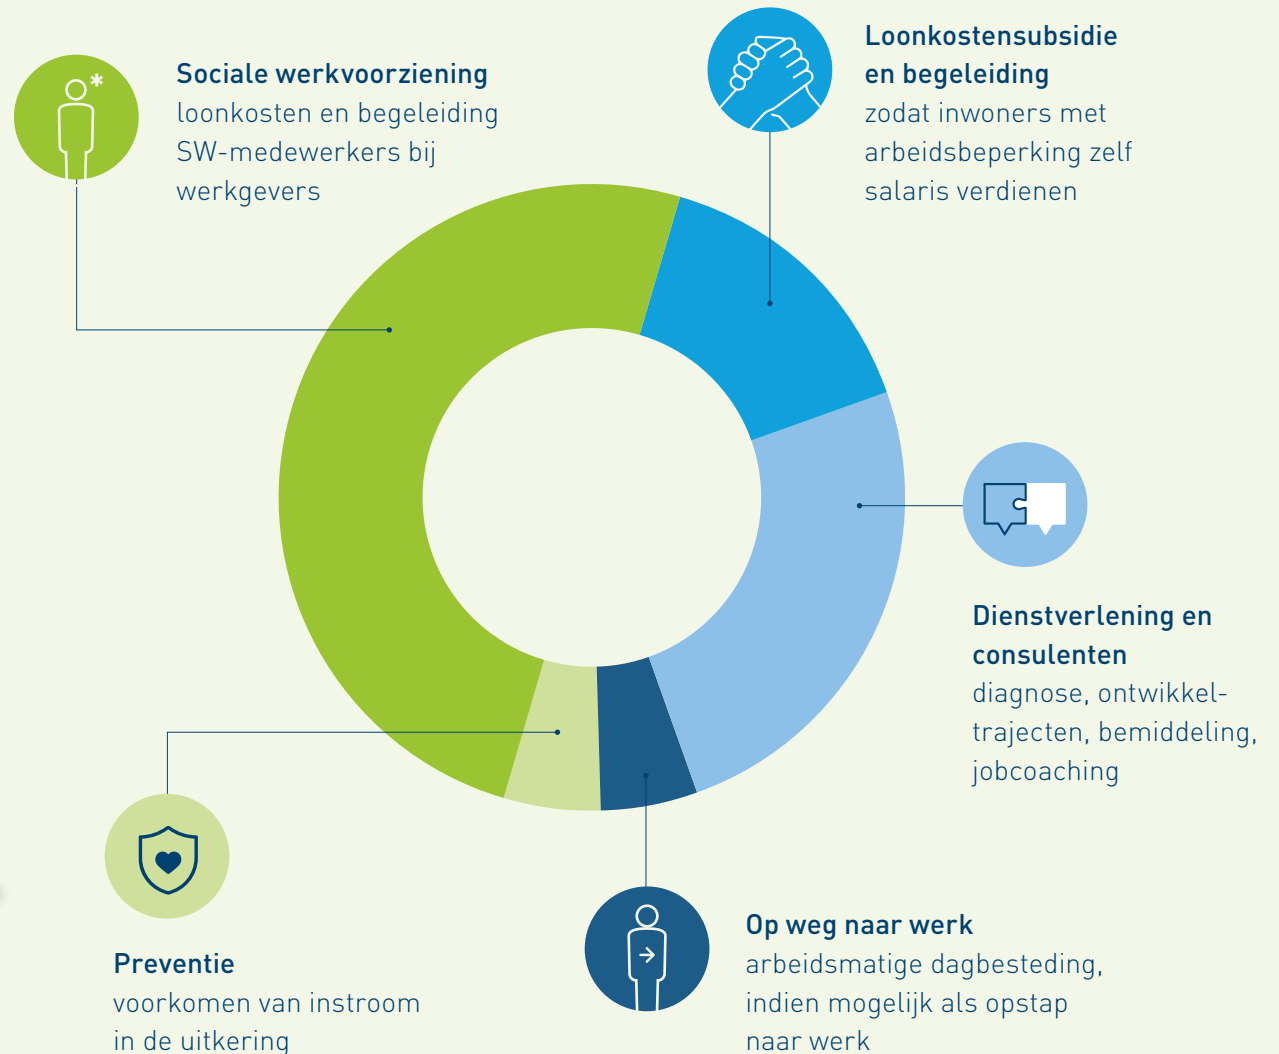 Sociale werkvoorziening
loonkosten en begeleiding
SW-medewerkers bij
werkgevers
Loonkostensubsidie
en begeleiding
zodat inwoners met
arbeidsbeperking zelf
salaris verdienen
Dienstverlening en
consulenten
diagnose, ontwikkel-
trajecten, bemiddeling,
jobcoaching
Op weg naar werk
arbeidsmatige dagbesteding,
indien mogelijk als opstap
naar werk
Preventie
voorkomen van instroom
in de uitkering